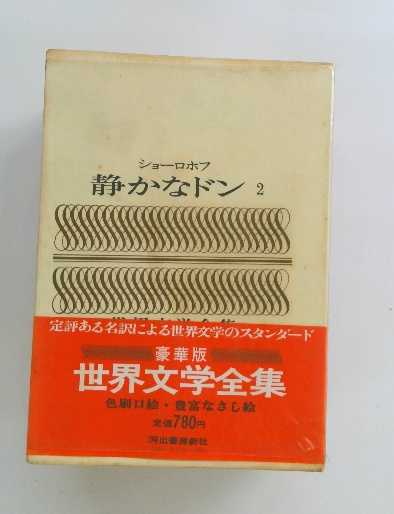 ショーロホフ
静かなドン 2
定評ある名訳による世界文学のスタンダード
豪華版
世界文学全集
色刷口絵・豊富なさし絵
定価780円
河出書房新社